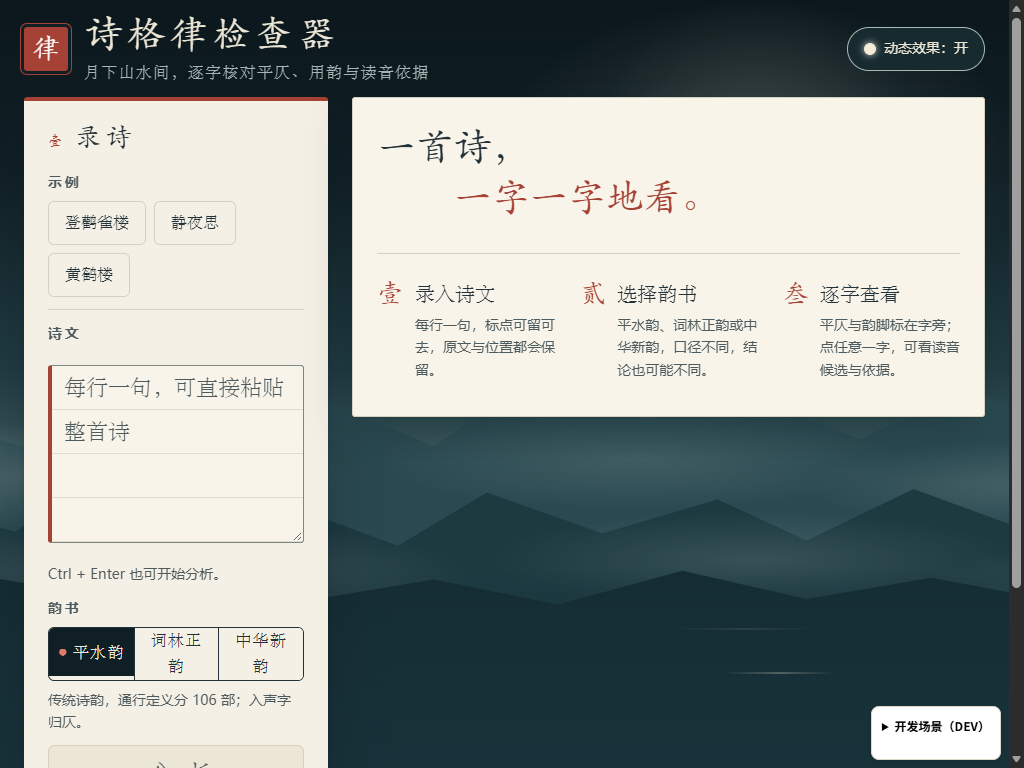 律
诗格律检查器
月下山水间，逐字核对平仄、用韵与读音依据
动态效果：开
壹 录诗
示例
登鹳雀楼
静夜思
黄鹤楼
诗文
每行一句，可直接粘贴
整首诗
Ctrl + Enter 也可开始分析。
韵书
平水韵
词林正
韵
中华新
韵
传统诗韵，通行定义分 106 部；入声字
归仄。
一首诗，
一字一字地看。
壹 录入诗文
每行一句，标点可留可
去，原文与位置都会保
留。
贰 选择韵书
平水韵、词林正韵或中
华新韵，口径不同，结
论也可能不同。
叁 逐字查看
平仄与韵脚标在字旁；
点任意一字，可看读音
候选与依据。
开发场景（DEV）